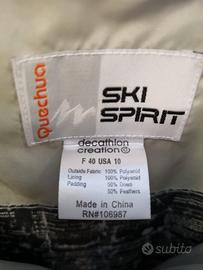 Quechua
SKI
SPIRIT
decathlon
creation
F 40 USA 10
Outside Fabric 100% Polyamid
Lining 100% Polyamid
Padding 50% Down
50% Feathers
Made in China
RN#106987
subito